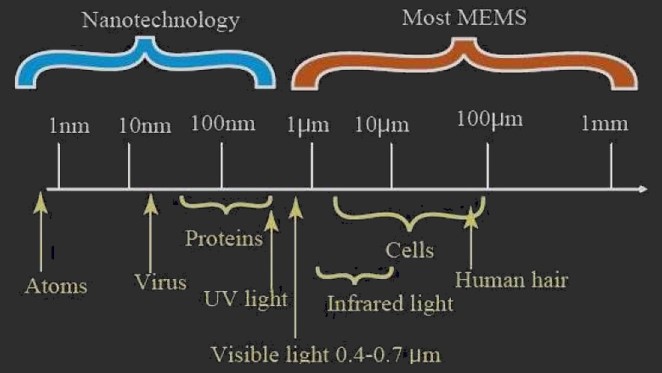 Nanotechnology Most MEMS
1nm 10nm 100nm 1μm 10μm 100μm 1mm
Proteins
Cells
Atoms Virus UV light Infrared light Human hair
Visible light 0.4-0.7 μm